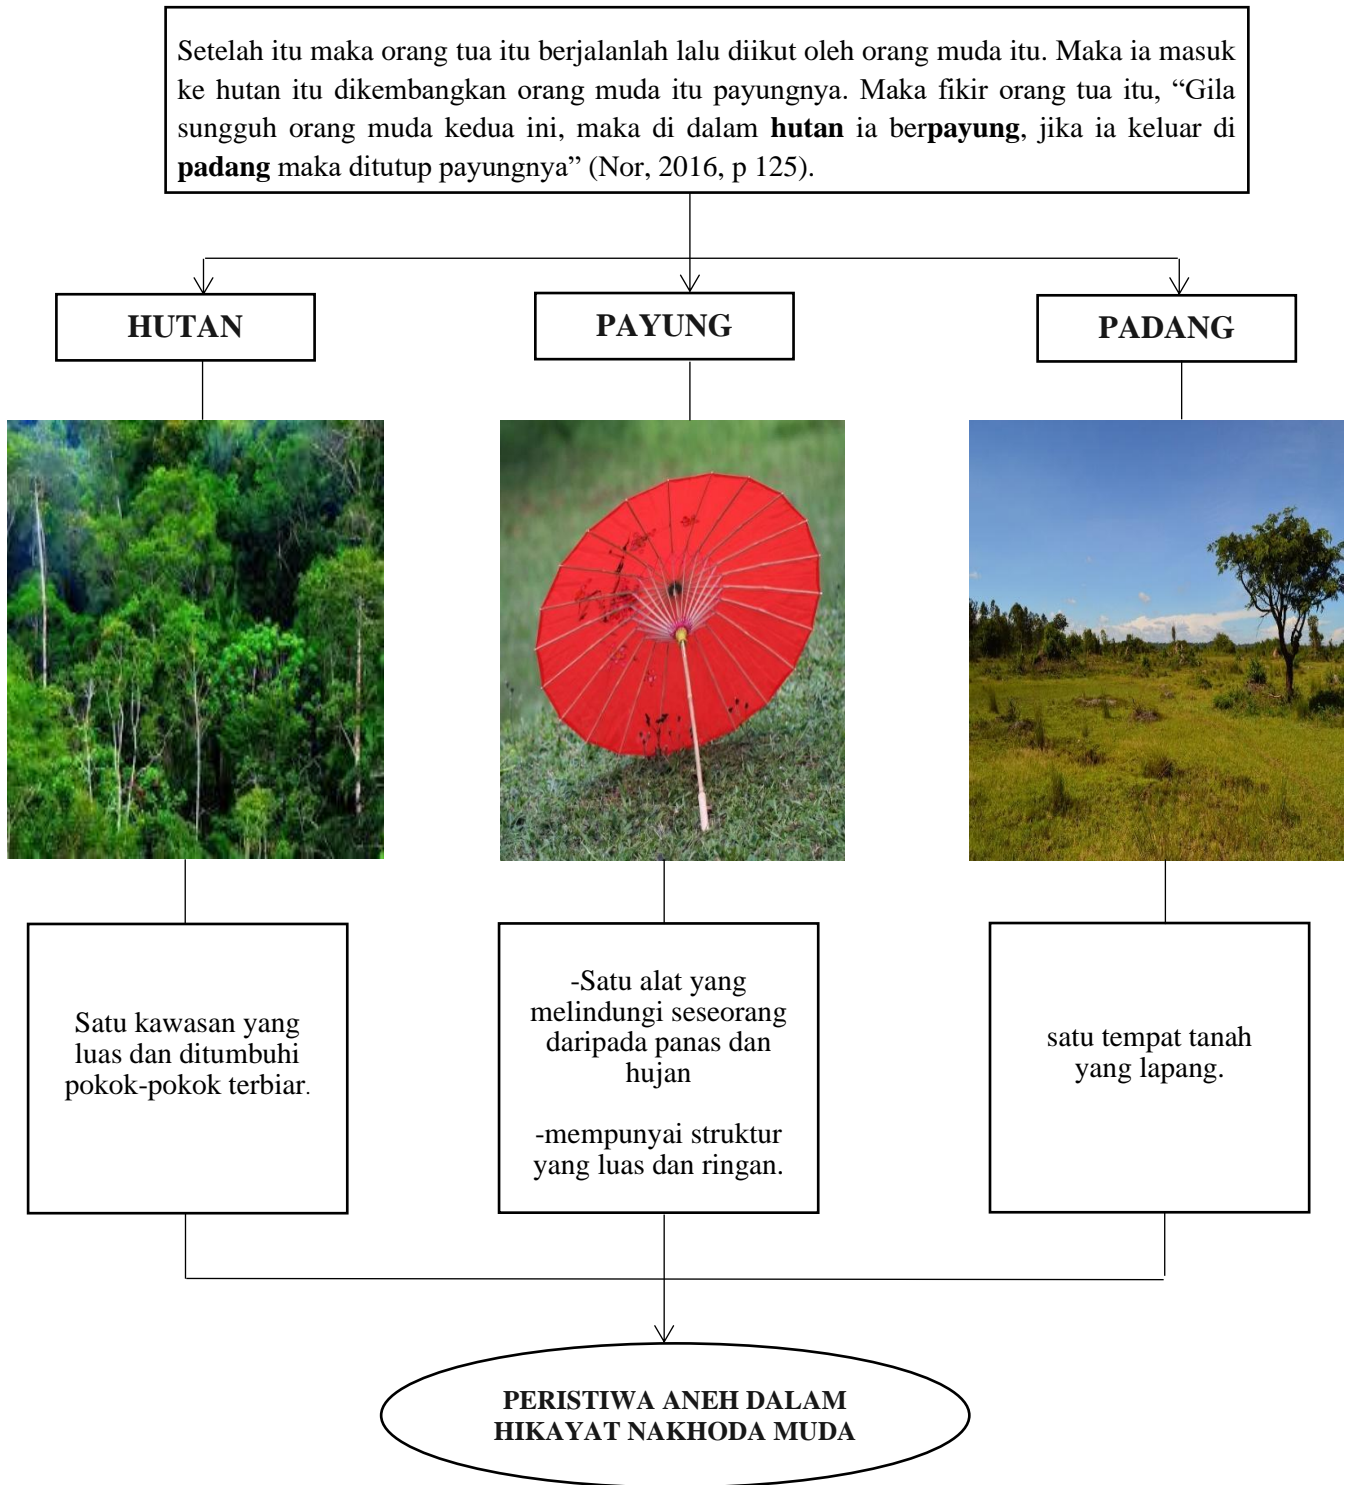 Setelah itu maka orang tua itu berjalanlah lalu diikut oleh orang muda itu. Maka ia masuk
ke hutan itu dikembangkan orang muda itu payungnya. Maka fikir orang tua itu, “Gila
sungguh orang muda kedua ini, maka di dalam hutan ia berpayung, jika ia keluar di
padang maka ditutup payungnya” (Nor, 2016, p 125).
HUTAN
PAYUNG
PADANG
Satu kawasan yang
luas dan ditumbuhi
pokok-pokok terbiar.
-Satu alat yang
melindungi seseorang
daripada panas dan
hujan
-mempunyai struktur
yang luas dan ringan.
satu tempat tanah
yang lapang.
PERISTIWA ANEH DALAM
HIKAYAT NAKHODA MUDA